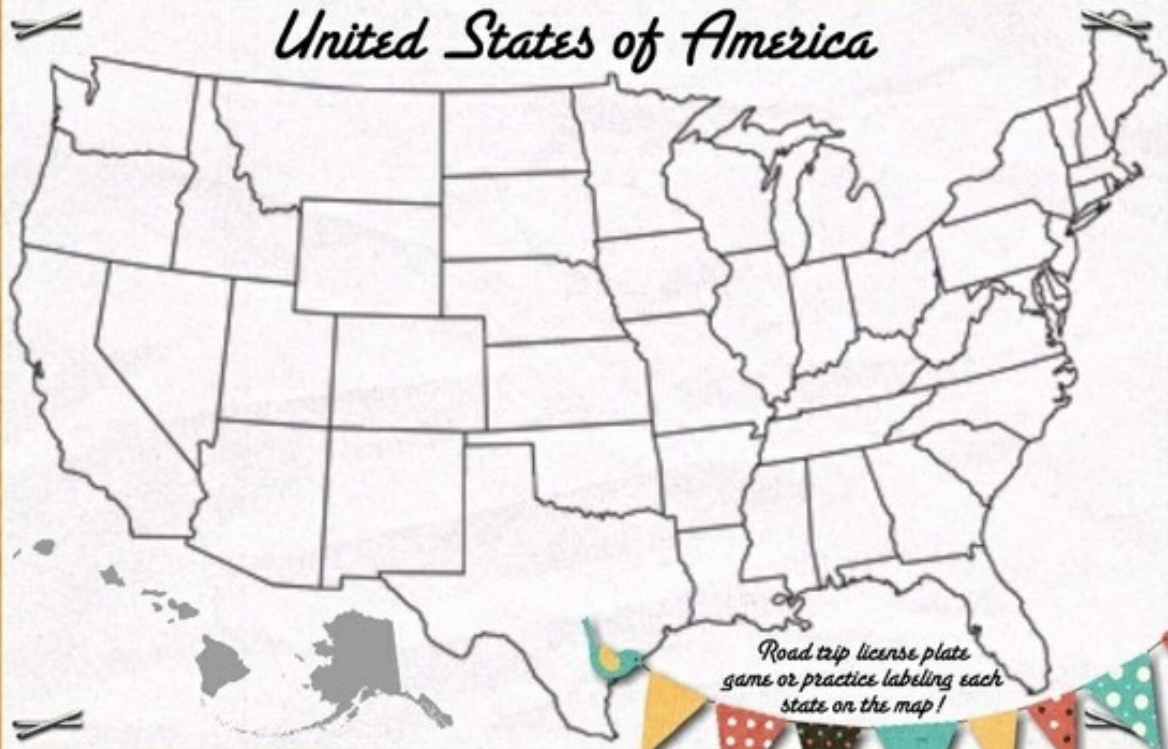 United States of America
Road trip license plate
game or practice labeling each
state on the map!